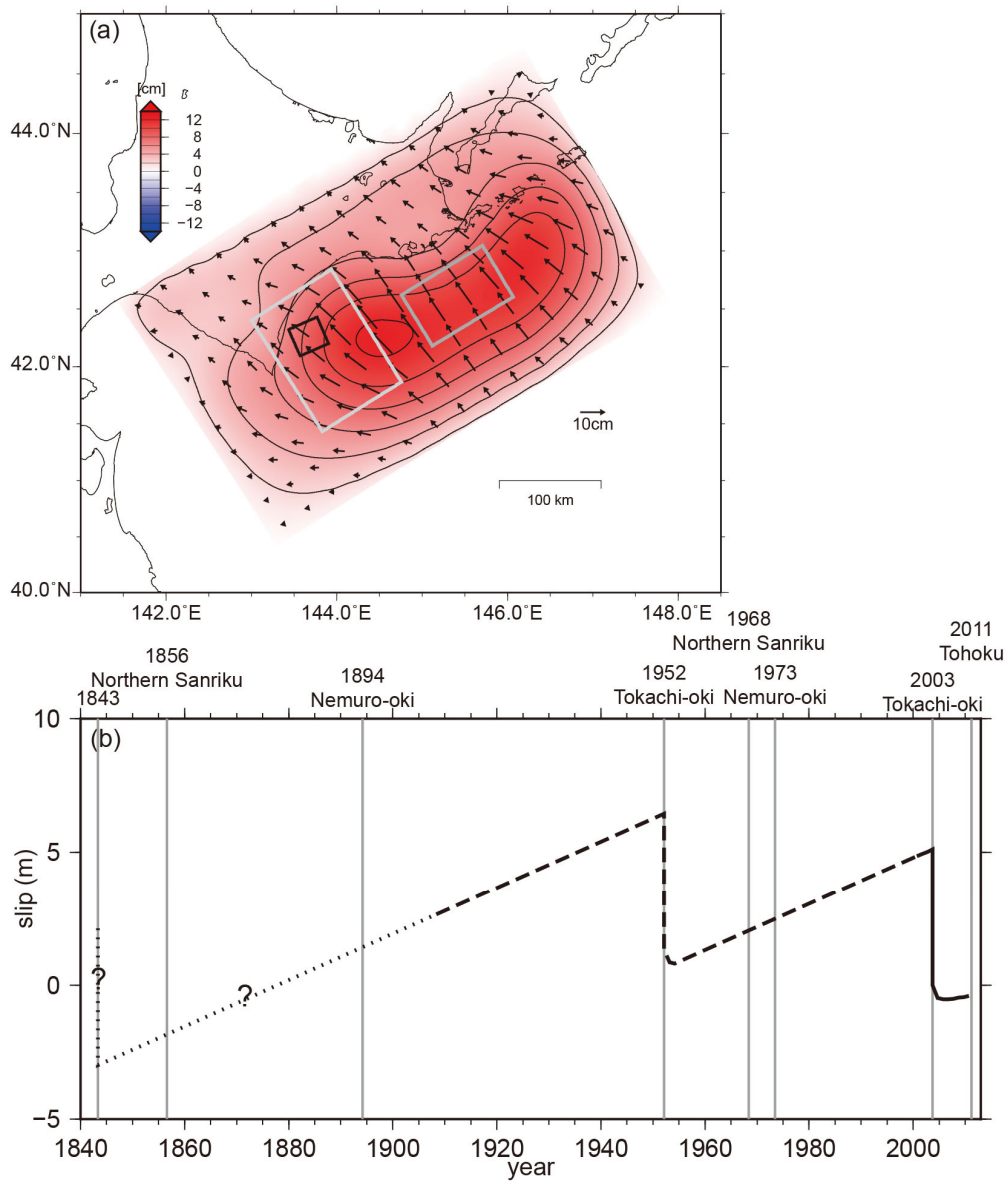 (a)
[cm]
12
8
4
0
−4
−8
−12
44.0°N
42.0°N
40.0°N
10cm
100 km
142.0°E
144.0°E
146.0°E
148.0°E
1968
Northern Sanriku
2011
Tohoku
1856
Northern Sanriku
1843
1894
Nemuro-oki
1952
Tokachi-oki
1973
Nemuro-oki
2003
Tokachi-oki
(b)
10
5
0
−5
slip (m)
?
?
1840
1860
1880
1900
1920
1940
1960
1980
2000
year